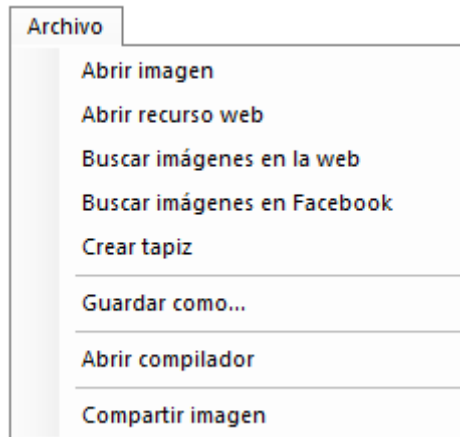 Archivo
Abrir imagen
Abrir recurso web
Buscar imágenes en la web
Buscar imágenes en Facebook
Crear tapiz
Guardar como...
Abrir compilador
Compartir imagen